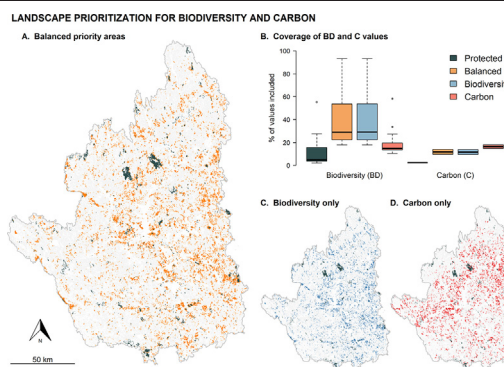 LANDSCAPE PRIORITIZATION FOR BIODIVERSITY AND CARBON
A. Balanced priority areas
50 km
B. Coverage of BD and C values
% of values included
100
80
60
40
20
0
Protected
Balanced
Biodiversit
Carbon
Biodiversity (BD)
Carbon (C)
C. Biodiversity only
D. Carbon only